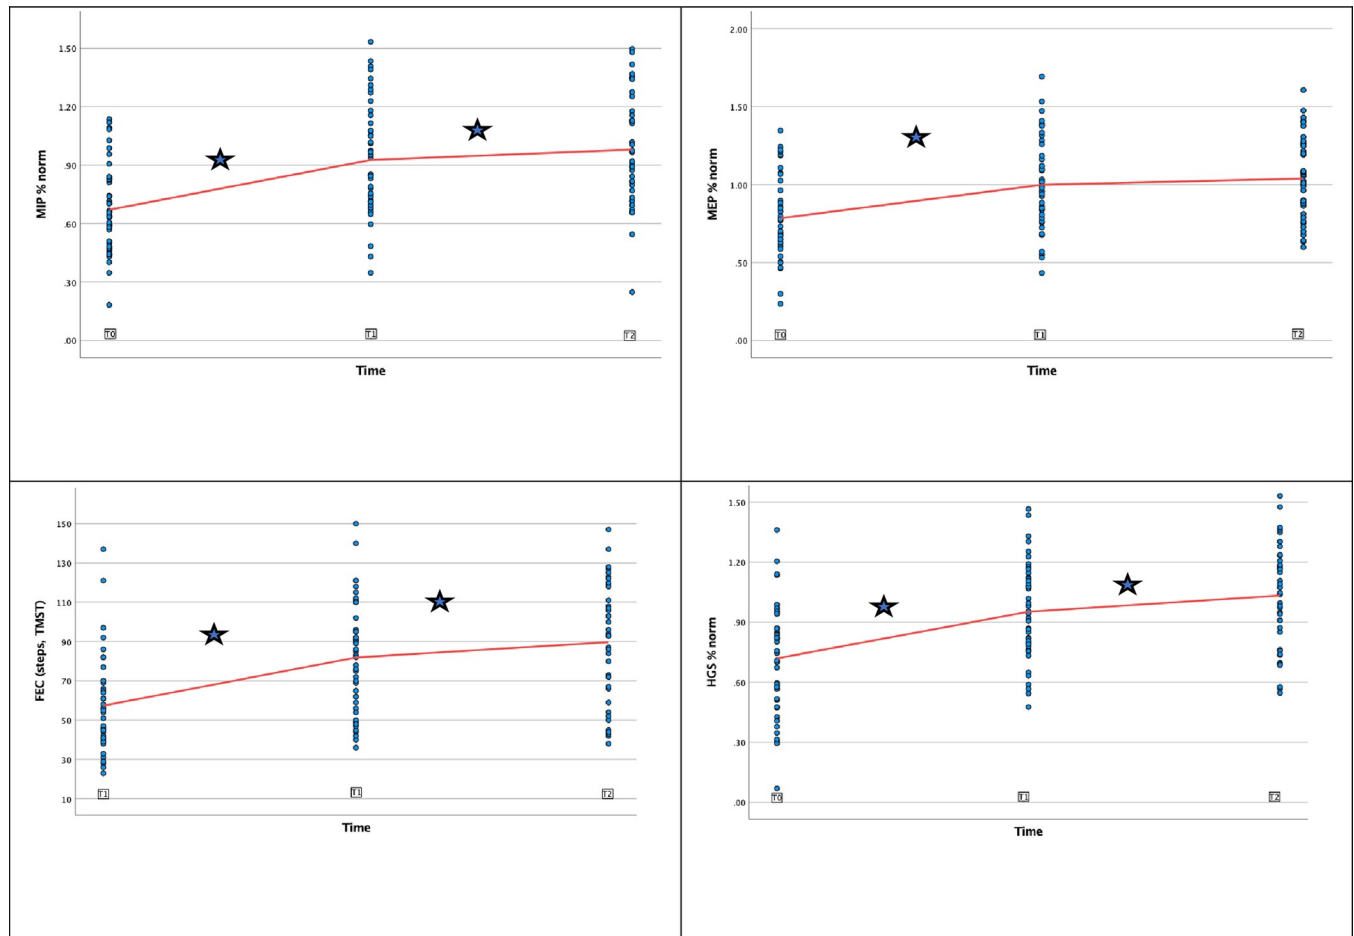 1.50
1.20
.90
.60
.30
.00
MIP % norm
T0
T1
T2
Time
2.00
1.50
1.00
.50
.00
MEP % norm
T0
T1
T2
Time
150
130
110
90
70
50
30
10
FEC (steps, TMST)
T1
T1
T2
Time
1.50
1.20
.90
.60
.30
.00
HGS % norm
T0
T1
T2
Time